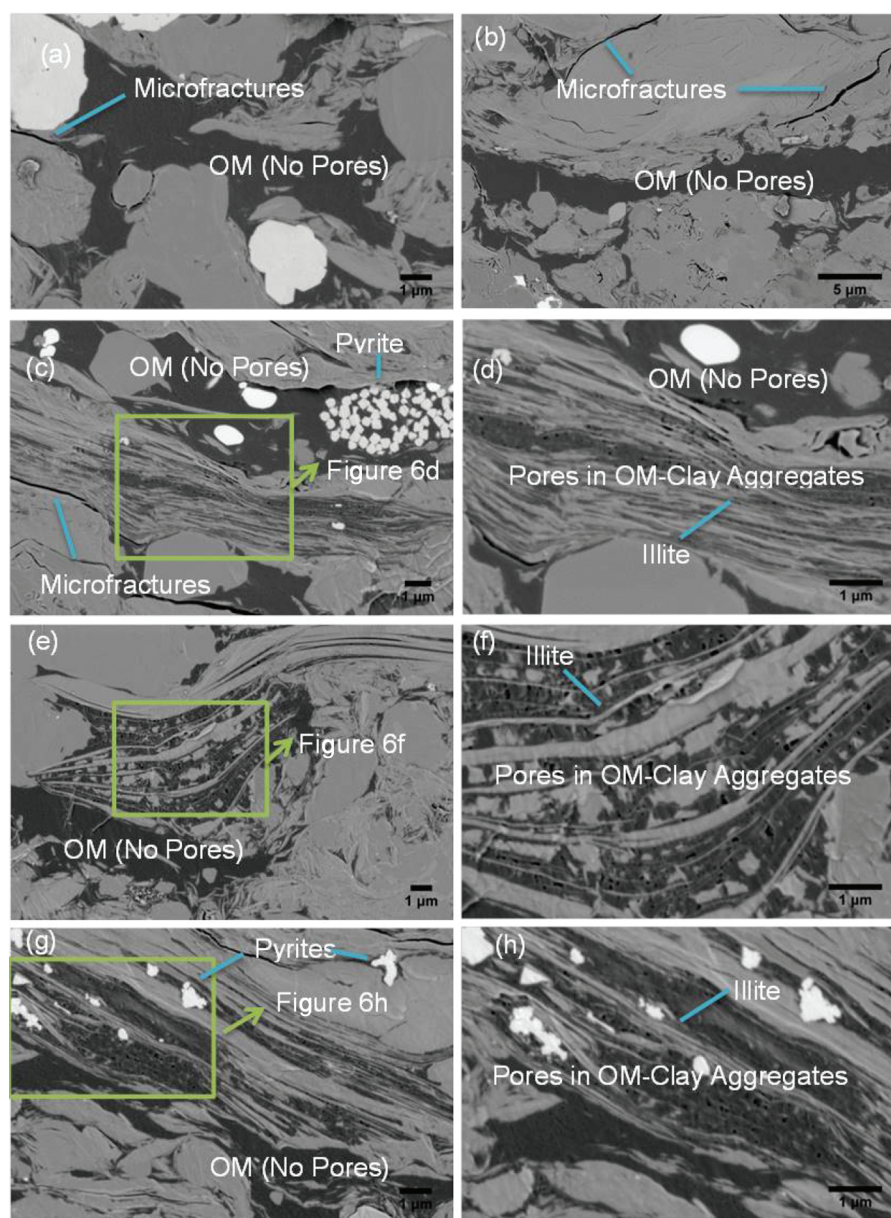 (a)
Microfractures
OM (No Pores)
1 µm
(b)
Microfractures
OM (No Pores)
5 µm
(c)
OM (No Pores)
Pyrite
Figure 6d
Microfractures
1 µm
(d)
OM (No Pores)
Pores in OM-Clay Aggregates
Illite
1 µm
(e)
Figure 6f
OM (No Pores)
1 µm
(f)
Illite
Pores in OM-Clay Aggregates
1 µm
(g)
Pyrites
Figure 6h
OM (No Pores)
1 µm
(h)
Illite
Pores in OM-Clay Aggregates
1 µm